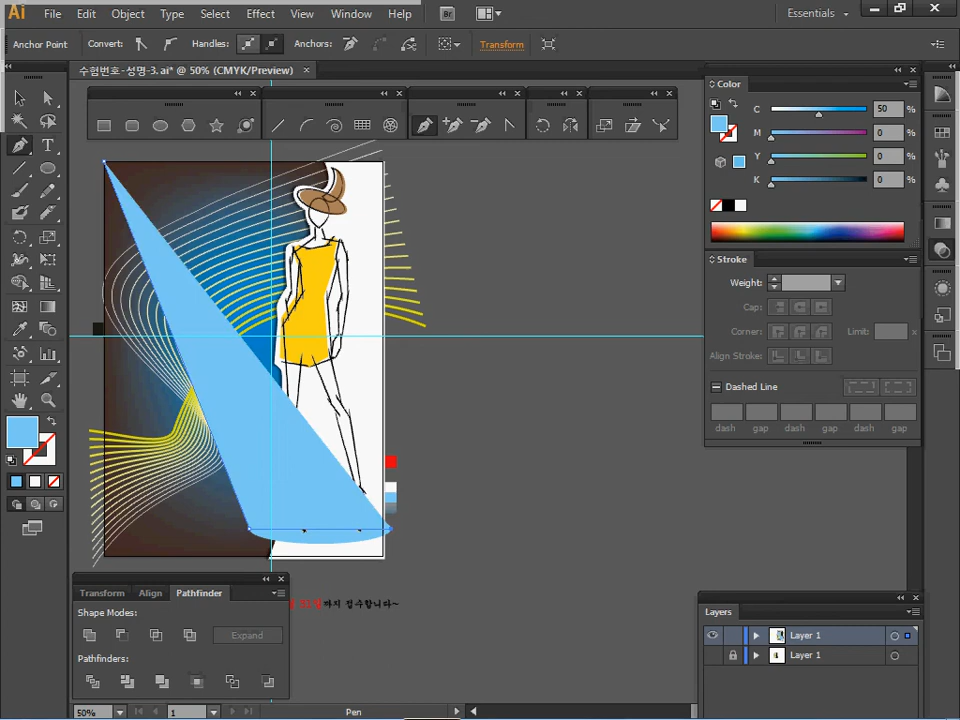 Ai File Edit Object Type Select Effect View Window Help Br Essentials
Anchor Point Convert: Handles: Anchors: Transform
수험번호-성명-3.ai* @ 50% (CMYK/Preview) ×
Color
C 50 %
M 0 %
Y 0 %
K 0 %
Stroke
Weight:
Cap:
Corner: Limit: x
Align Stroke:
Dashed Line
dash gap dash gap dash gap
까지 접수합니다~
Transform Align Pathfinder
Shape Modes:
Expand
Pathfinders:
Layers
Layer 1
Layer 1
50% 1 Pen